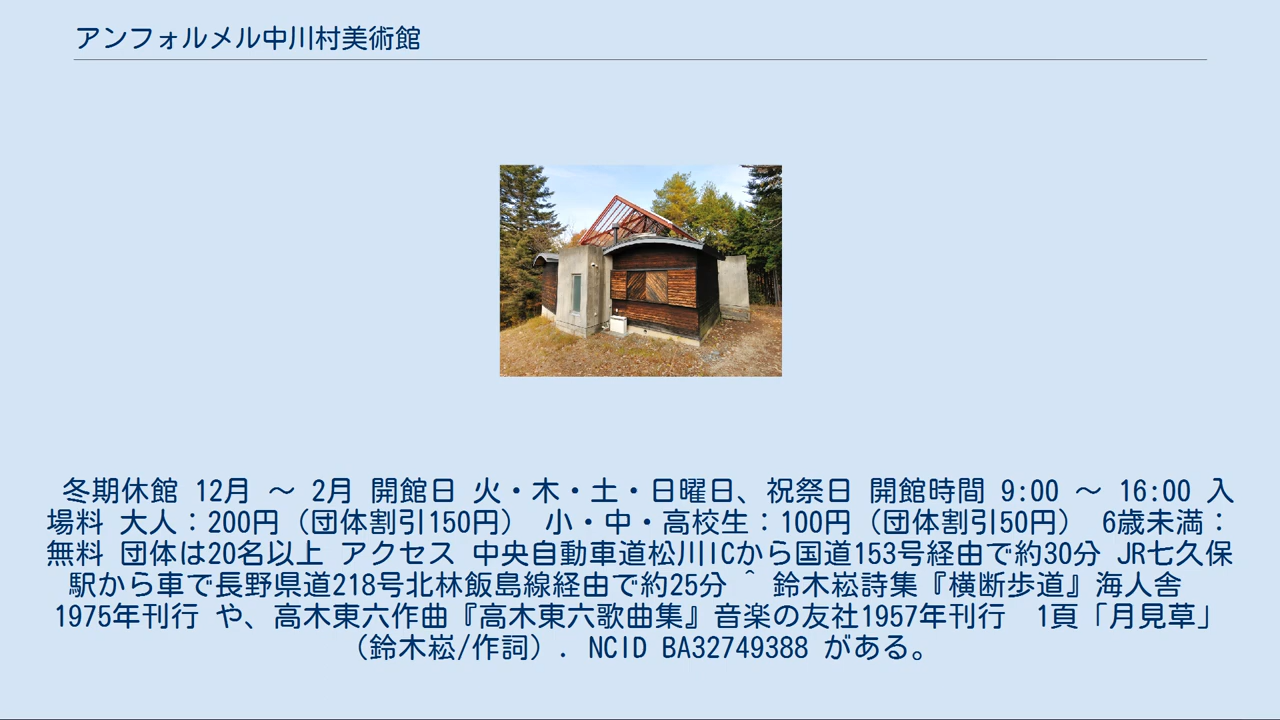 アンフォルメル中川村美術館
冬期休館 12月 ～ 2月 開館日 火・木・土・日曜日、祝祭日 開館時間 9:00 ～ 16:00 入
場料 大人：200円（団体割引150円） 小・中・高校生：100円（団体割引50円） 6歳未満：
無料 団体は20名以上 アクセス 中央自動車道松川ICから国道153号経由で約30分 JR七久保
駅から車で長野県道218号北林飯島線経由で約25分 ^ 鈴木崧詩集『横断歩道』海人舎
1975年刊行 や、高木東六作曲『高木東六歌曲集』音楽の友社1957年刊行　1頁「月見草」
（鈴木崧/作詞）. NCID BA32749388 がある。